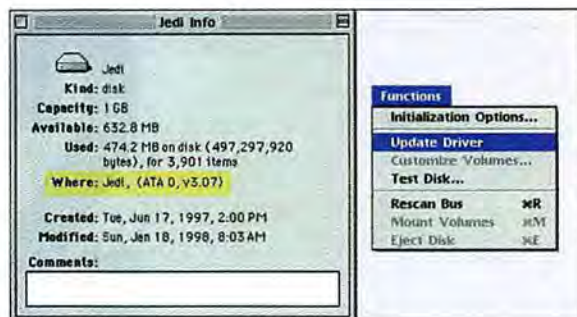 Jedi Info
Jedi
Kind: disk
Capacity: 1 GB
Available: 632.8 MB
Used: 474.2 MB on disk (497,297,920
bytes), for 3,901 items
Where: Jedi, (ATA 0, v3.07)
Created: Tue, Jun 17, 1997, 2:00 PM
Modified: Sun, Jan 18, 1998, 8:03 AM
Comments:
Functions
Initialization Options...
Update Driver
Customize Volumes...
Test Disk...
Rescan Bus ⌘R
Mount Volumes ⌘M
Eject Disk ⌘E